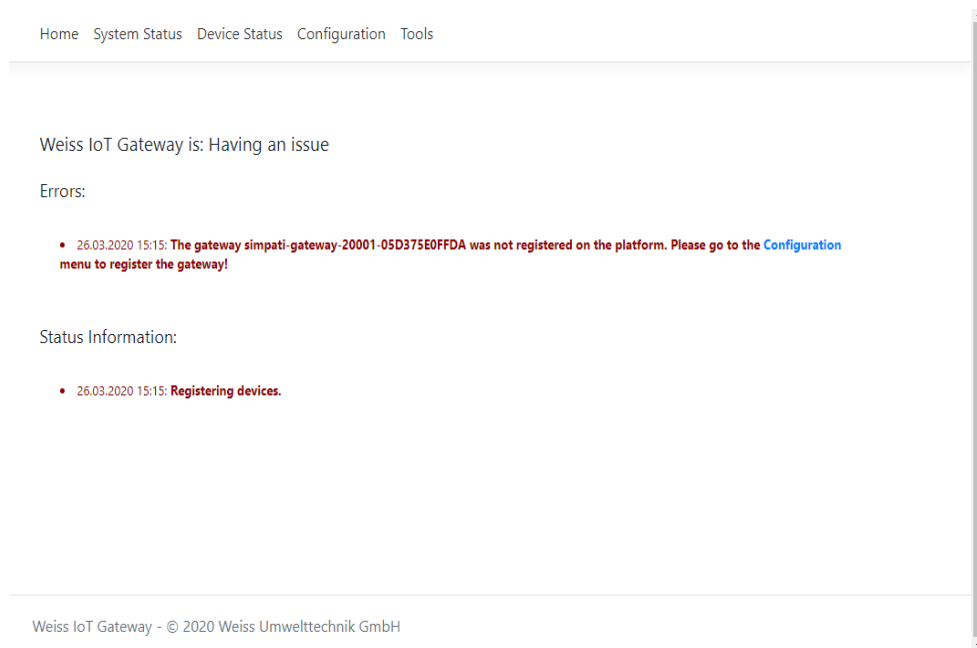 Home System Status Device Status Configuration Tools
Weiss IoT Gateway is: Having an issue
Errors:
• 26.03.2020 15:15: The gateway simpati-gateway-20001-05D375E0FFDA was not registered on the platform. Please go to the Configuration
menu to register the gateway!
Status Information:
• 26.03.2020 15:15: Registering devices.
Weiss IoT Gateway - © 2020 Weiss Umwelttechnik GmbH